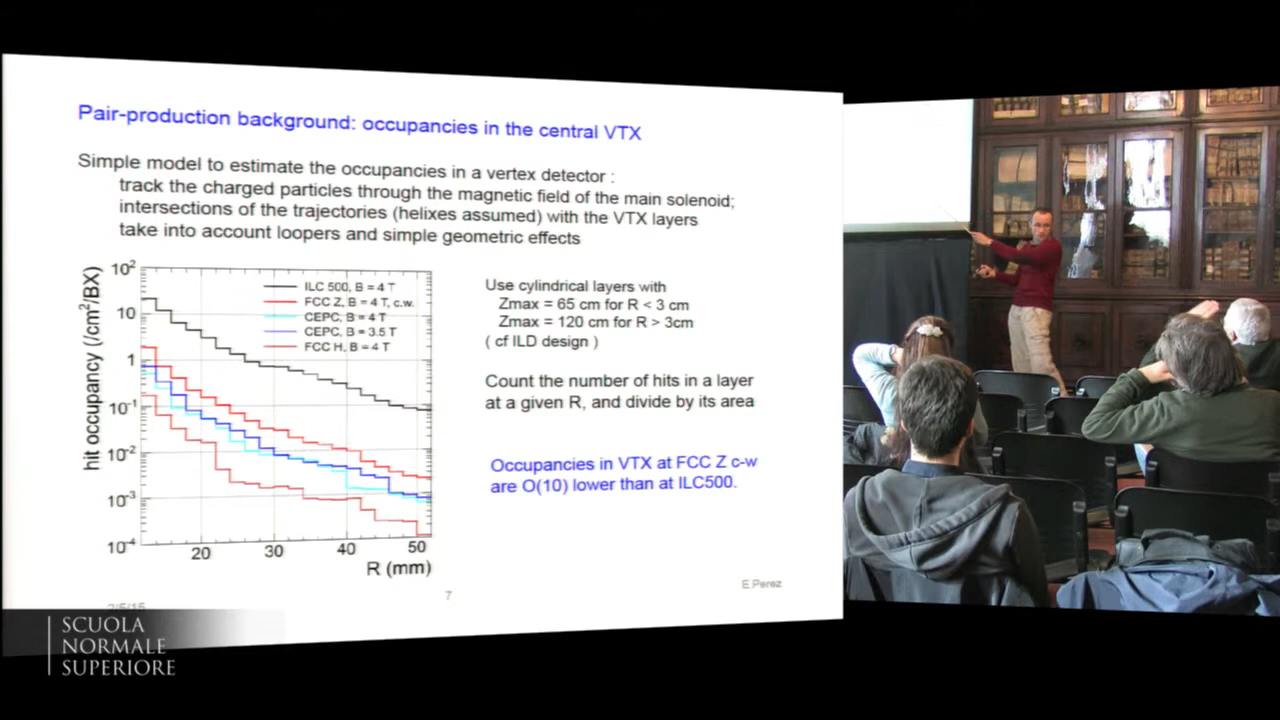 Pair-production background: occupancies in the central VTX
Simple model to estimate the occupancies in a vertex detector :
track the charged particles through the magnetic field of the main solenoid;
intersections of the trajectories (helixes assumed) with the VTX layers
take into account loopers and simple geometric effects
hit occupancy (/cm²/BX)
10²
10
1
10⁻¹
10⁻²
10⁻³
10⁻⁴
ILC 500, B = 4 T
FCC Z, B = 4 T, c.w.
CEPC, B = 4 T
CEPC, B = 3.5 T
FCC H, B = 4 T
20 30 40 50
R (mm)
Use cylindrical layers with
Zmax = 65 cm for R < 3 cm
Zmax = 120 cm for R > 3cm
( cf ILD design )
Count the number of hits in a layer
at a given R, and divide by its area
Occupancies in VTX at FCC Z c-w
are O(10) lower than at ILC500.
E.Perez
7
SCUOLA
NORMALE
SUPERIORE